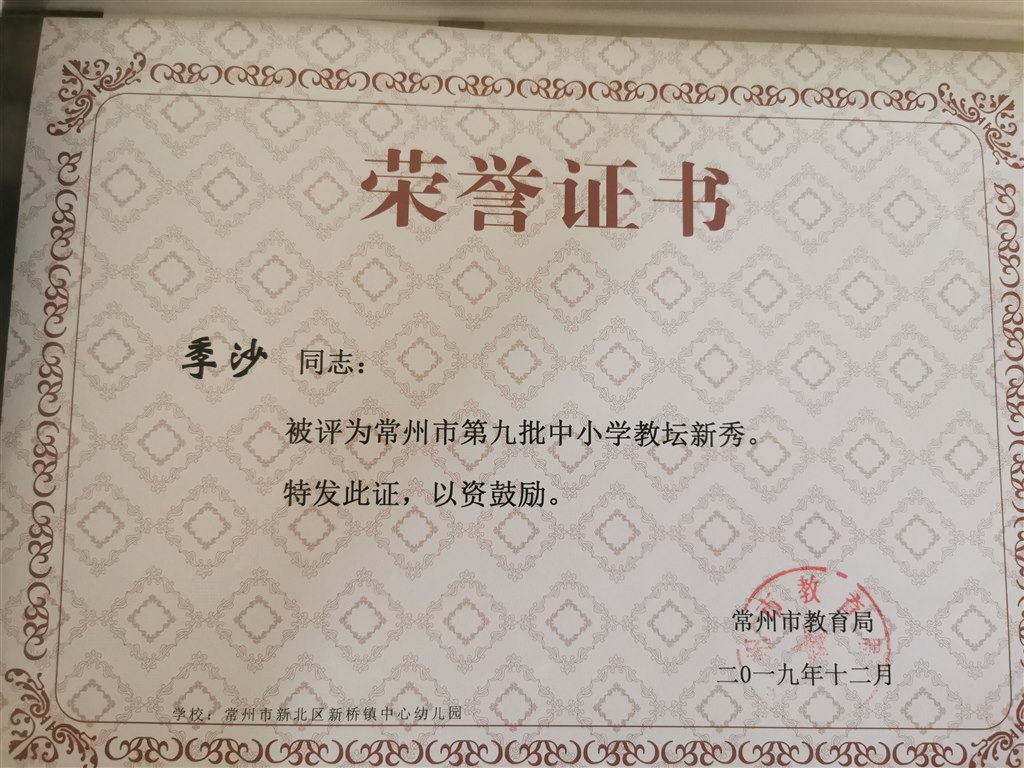 荣誉证书
季沙 同志：
被评为常州市第九批中小学教坛新秀。
特发此证，以资鼓励。
常州市教育局
二〇一九年十二月
学校：常州市新北区新桥镇中心幼儿园